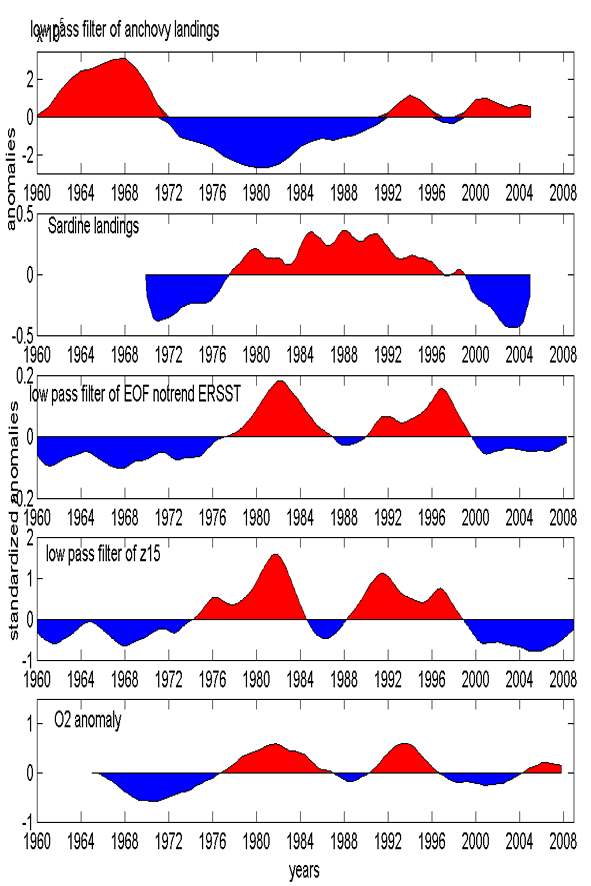 low pass filter of anchovy landings
2
0
-2
1960 1964 1968 1972 1976 1980 1984 1988 1992 1996 2000 2004 2008
anomalies
0.5
Sardine landings
0
-0.5
1960 1964 1968 1972 1976 1980 1984 1988 1992 1996 2000 2004 2008
0.2
low pass filter of EOF notrend ERSST
0
0.2
1960 1964 1968 1972 1976 1980 1984 1988 1992 1996 2000 2004 2008
standardized anomalies
2
low pass filter of z15
1
0
-1
1960 1964 1968 1972 1976 1980 1984 1988 1992 1996 2000 2004 2008
O2 anomaly
1
0
-1
1960 1964 1968 1972 1976 1980 1984 1988 1992 1996 2000 2004 2008
years